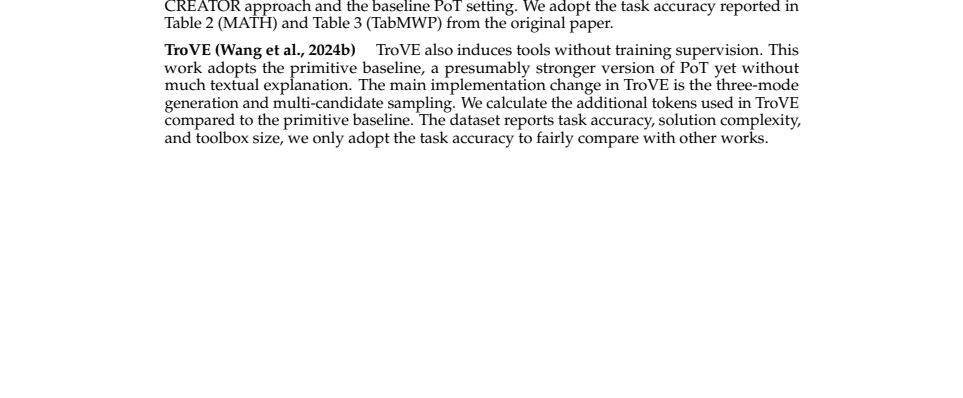 CREATOR approach and the baseline PoT setting. We adopt the task accuracy reported in
Table 2 (MATH) and Table 3 (TabMWP) from the original paper.
TroVE (Wang et al., 2024b) TroVE also induces tools without training supervision. This
work adopts the primitive baseline, a presumably stronger version of PoT yet without
much textual explanation. The main implementation change in TroVE is the three-mode
generation and multi-candidate sampling. We calculate the additional tokens used in TroVE
compared to the primitive baseline. The dataset reports task accuracy, solution complexity,
and toolbox size, we only adopt the task accuracy to fairly compare with other works.